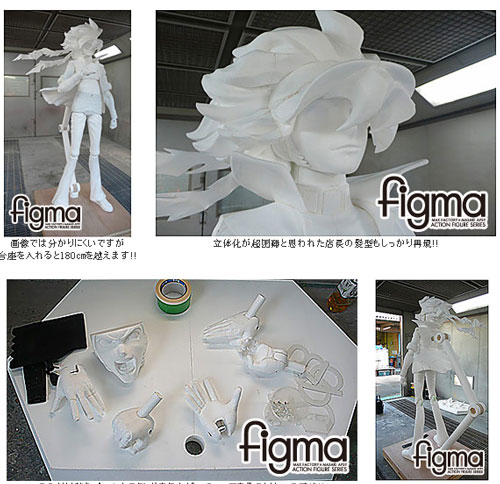 figma
MAX FACTORY×MASAKI APSY
ACTION FIGURE SERIES
figma
MAX FACTORY×MASAKI APSY
ACTION FIGURE SERIES
画像では分かりにくいですが
台座を入れると180cmを越えます!!
立体化が超困難と思われた店長の髪型もしっかり再現!!
figma
MAX FACTORY×MASAKI APSY
ACTION FIGURE SERIES
figma
MAX FACTORY×MASAKI APSY
ACTION FIGURE SERIES